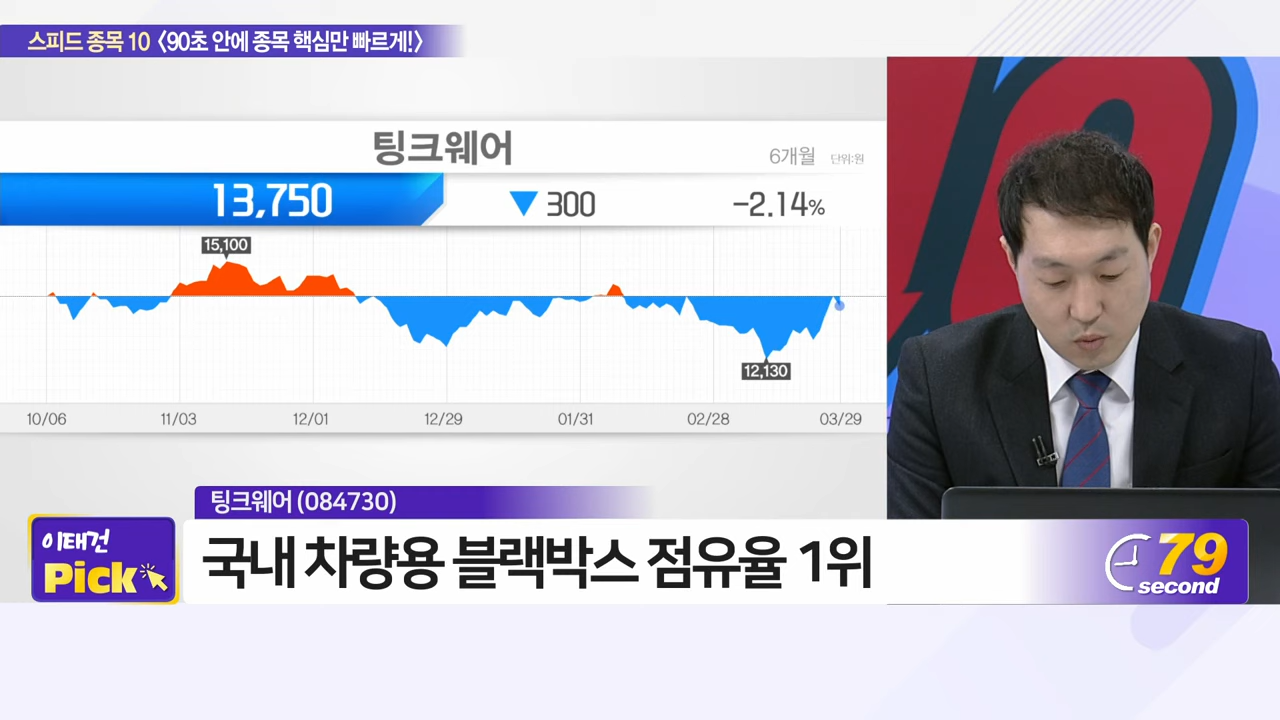 스피드 종목 10 〈90초 안에 종목 핵심만 빠르게!〉
팅크웨어
6개월 단위:원
13,750 ▼ 300 -2.14%
15,100
12,130
10/06 11/03 12/01 12/29 01/31 02/28 03/29
팅크웨어 (084730)
이태건
Pick
국내 차량용 블랙박스 점유율 1위
79
second